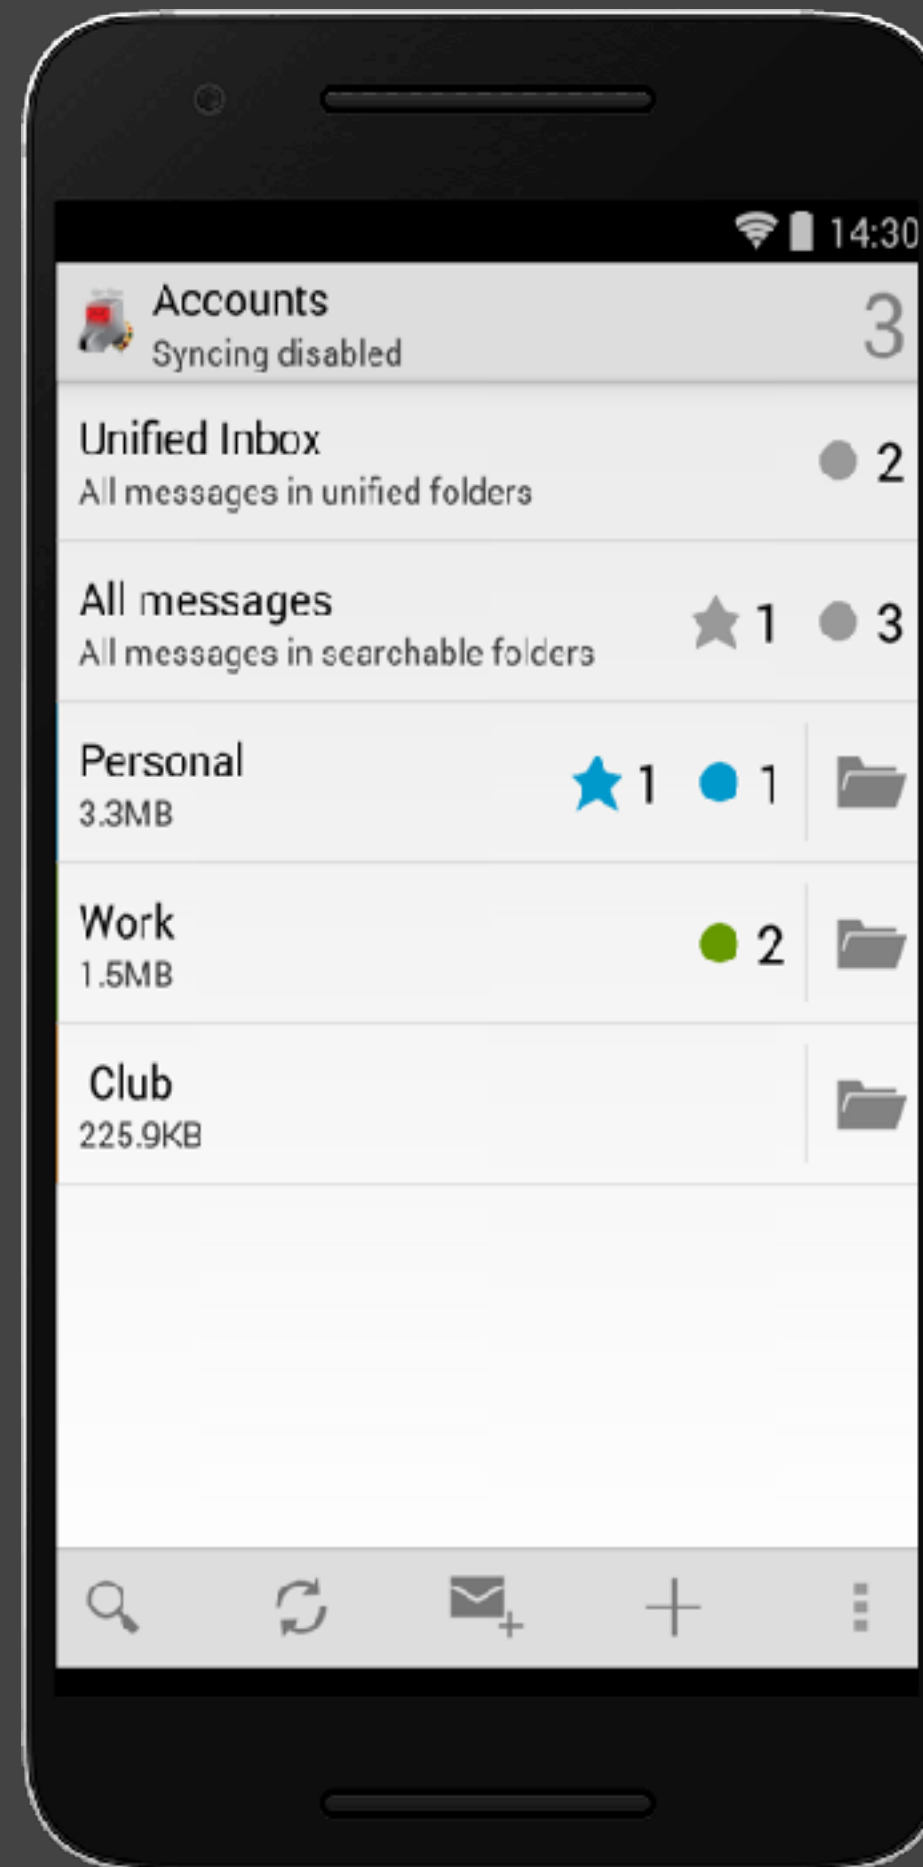 14:30
Accounts
3
Syncing disabled
Unified Inbox
2
All messages in unified folders
All messages
1 3
All messages in searchable folders
Personal
1 1
3.3MB
Work
2
1.5MB
Club
225.9KB